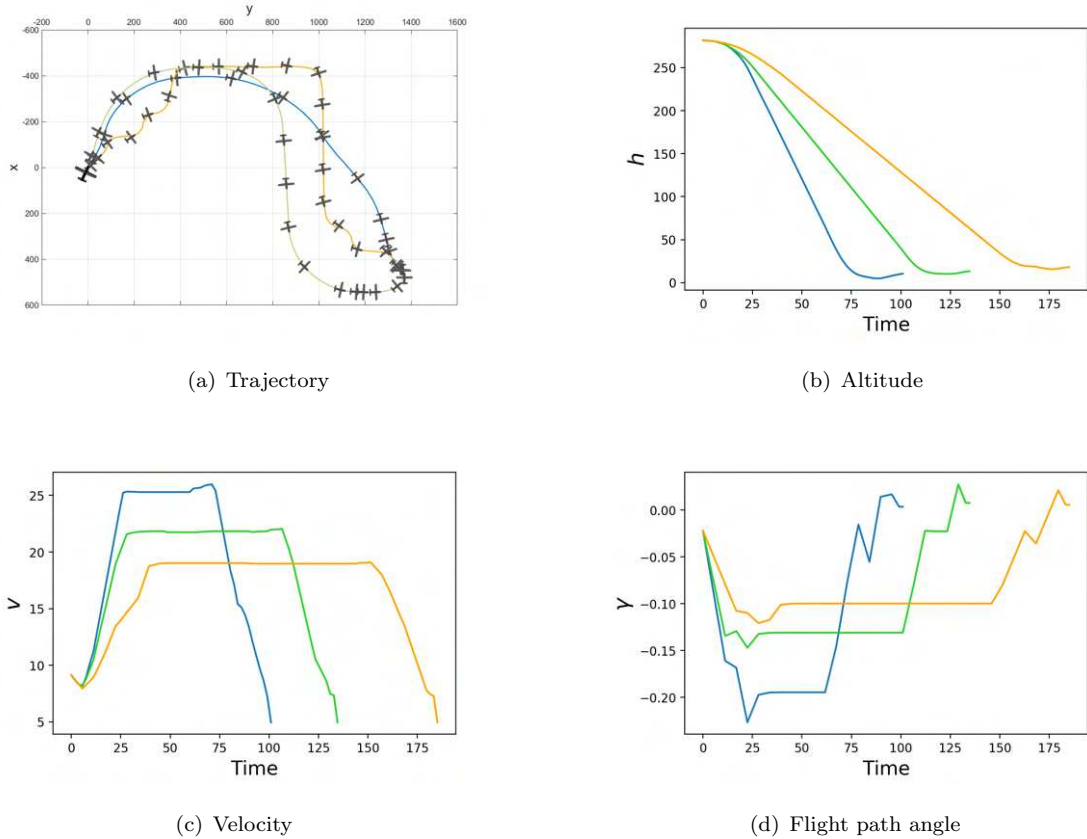 y
-200 0 200 400 600 800 1000 1200 1400 1600
-600
-400
-200
0
200
400
600
x
(a) Trajectory
250
200
150
100
50
0
h
0 25 50 75 100 125 150 175
Time
(b) Altitude
25
20
15
10
5
v
0 25 50 75 100 125 150 175
Time
(c) Velocity
0.00
−0.05
−0.10
−0.15
−0.20
γ
0 25 50 75 100 125 150 175
Time
(d) Flight path angle